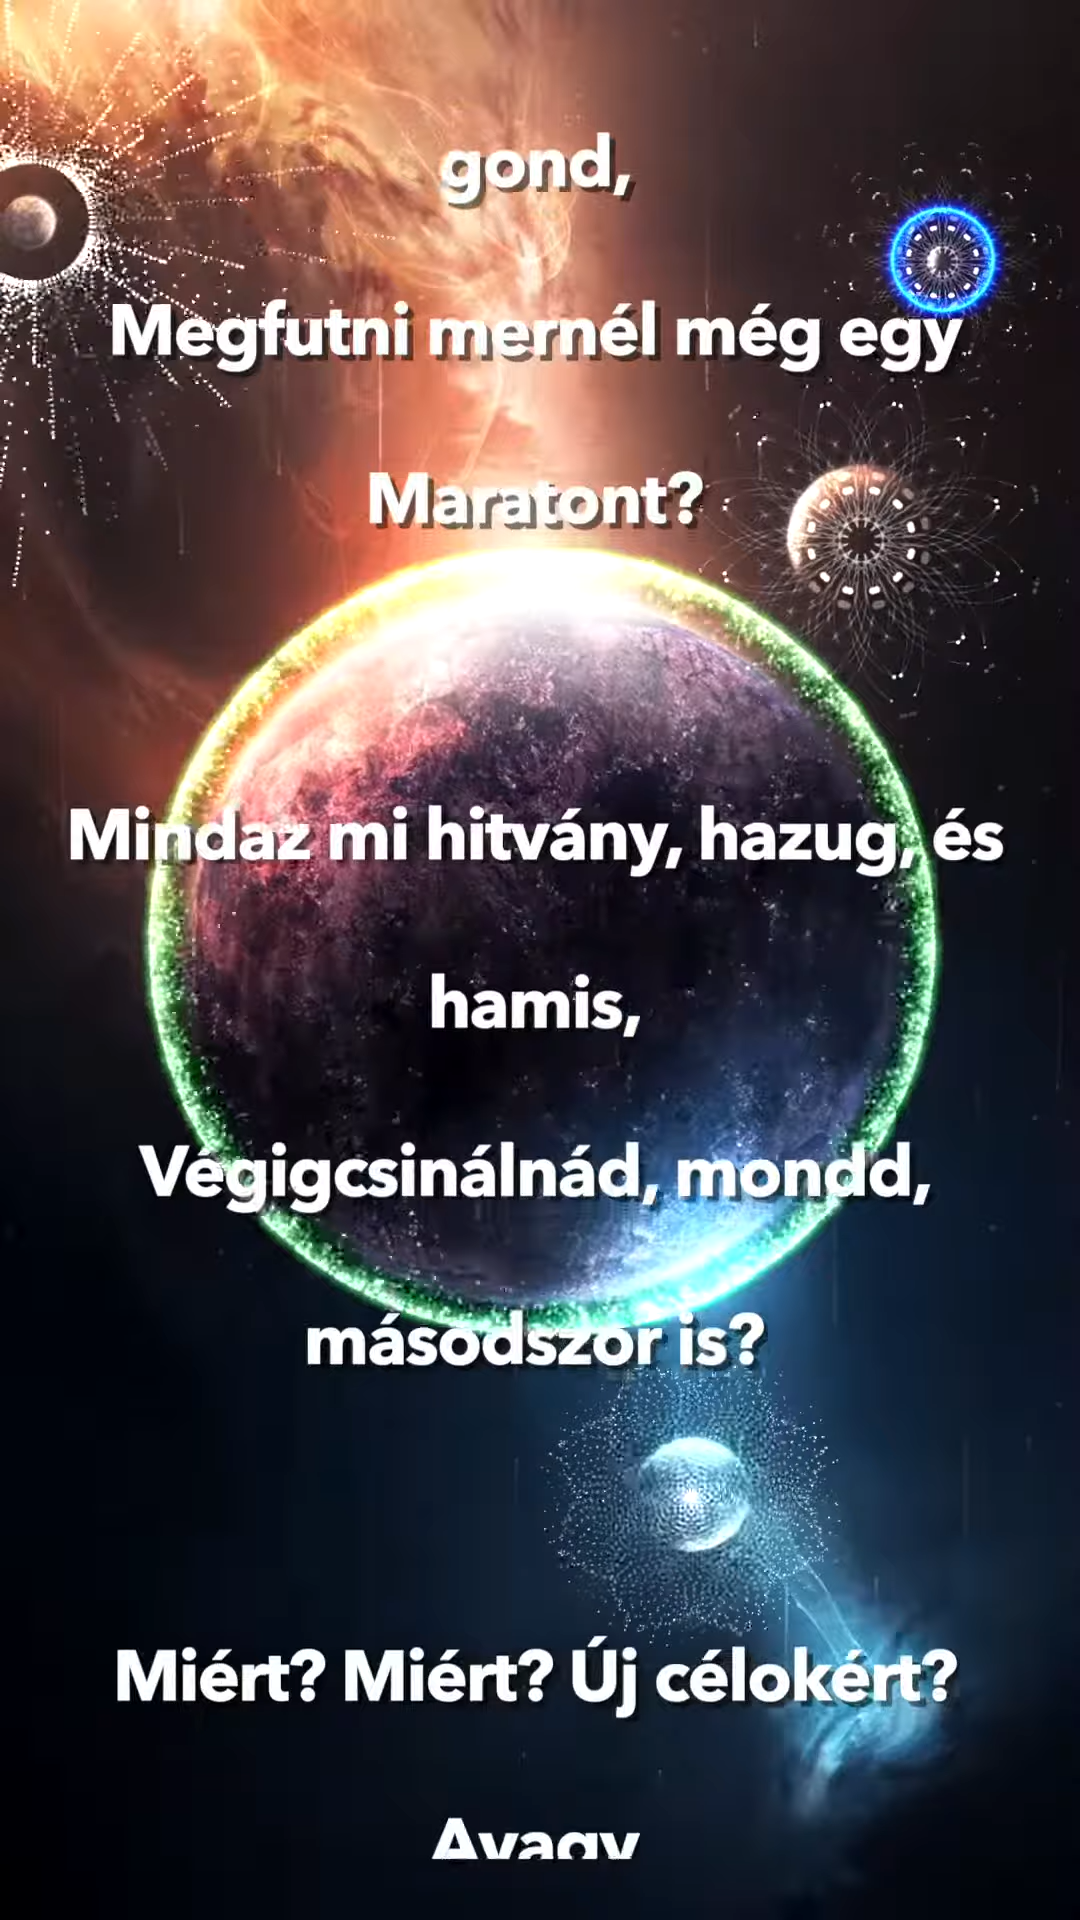 gond,
Megfutni mernél még egy
Maratont?
Mindaz mi hitvány, hazug, és
hamis,
Végigcsinálnád, mondd,
másodszor is?
Miért? Miért? Új célokért?
Avagy